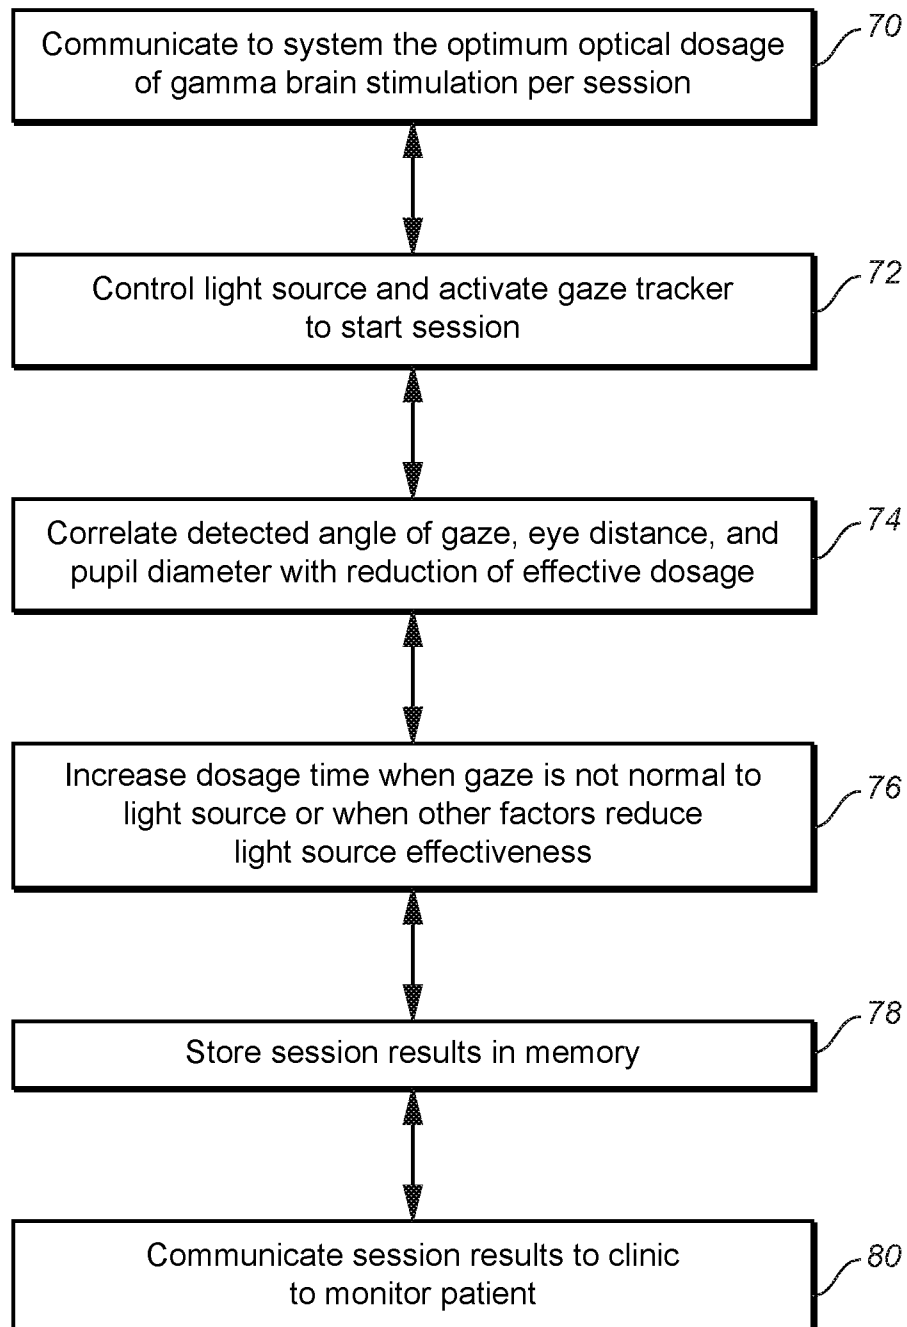 Communicate to system the optimum optical dosage
of gamma brain stimulation per session
70
Control light source and activate gaze tracker
to start session
72
Correlate detected angle of gaze, eye distance, and
pupil diameter with reduction of effective dosage
74
Increase dosage time when gaze is not normal to
light source or when other factors reduce
light source effectiveness
76
Store session results in memory
78
Communicate session results to clinic
to monitor patient
80